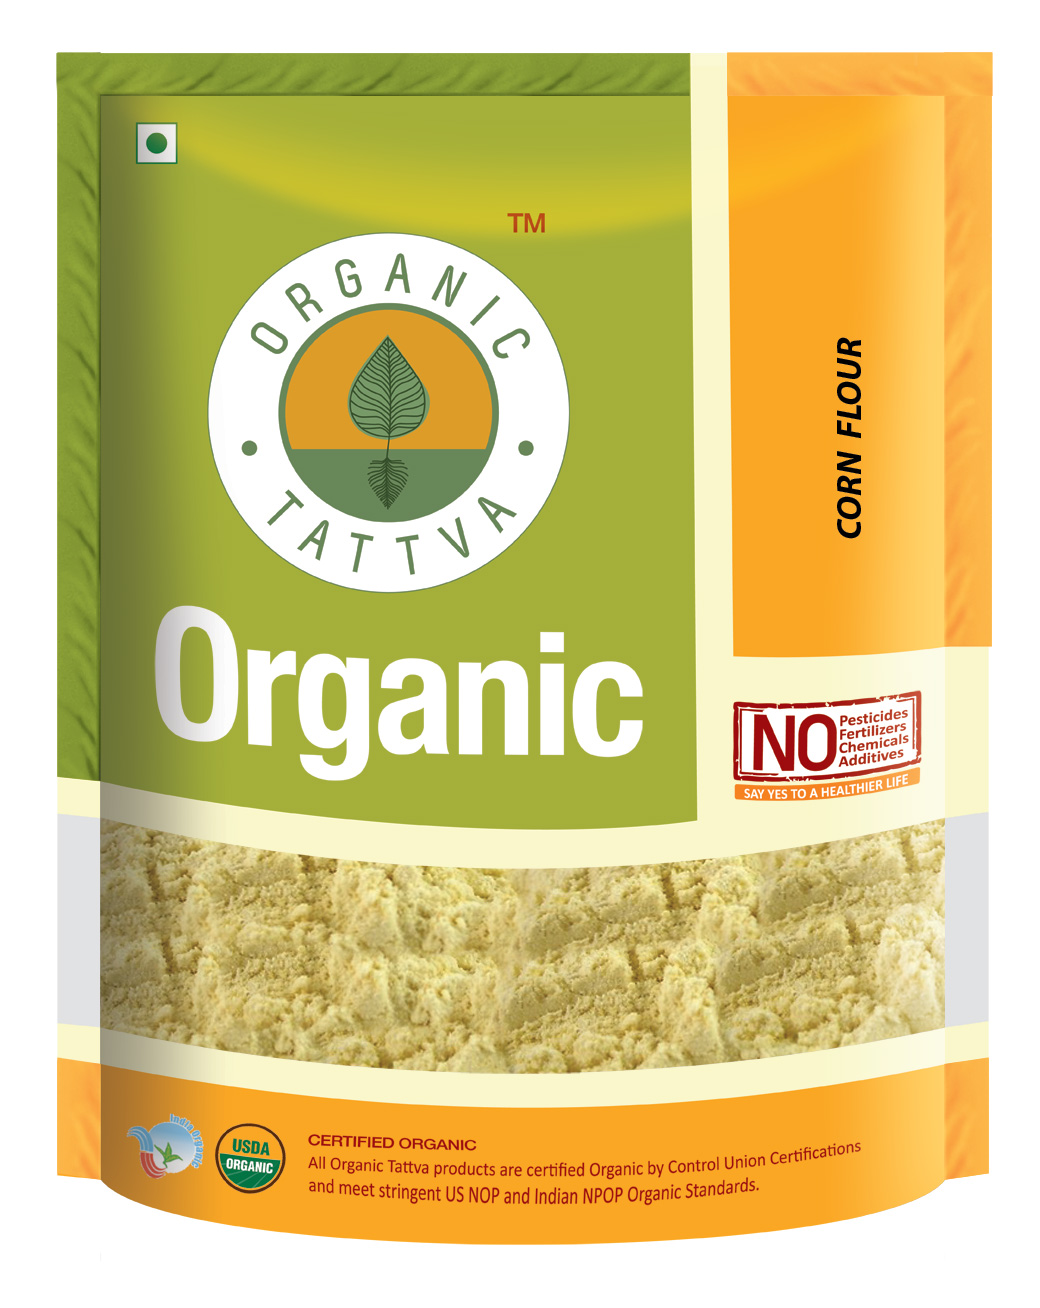 TM
ORGANIC
TATTVA
Organic
CORN FLOUR
NO
Pesticides
Fertilizers
Chemicals
Additives
SAY YES TO A HEALTHIER LIFE
India Organic
USDA
ORGANIC
CERTIFIED ORGANIC
All Organic Tattva products are certified Organic by Control Union Certifications
and meet stringent US NOP and Indian NPOP Organic Standards.